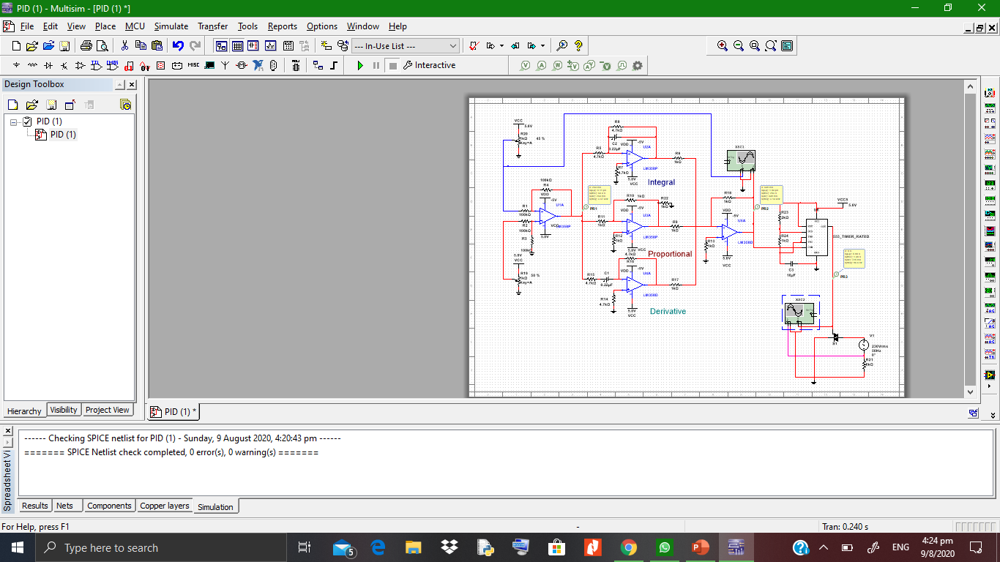 PID (1) - Multisim - [PID (1) *]
File Edit View Place MCU Simulate Transfer Tools Reports Options Window Help
--- In-Use List ---
Interactive
Design Toolbox
PID (1)
PID (1)
VCC
5.0V
R20
1kΩ
Key=A
45 %
R8
4.7kΩ
C2
0.22µF
VDD
-5V
U2A
R5
4.7kΩ
R6
1kΩ
LM358P
R7
4.7kΩ
5.0V
VCC
Integral
XSC1
100kΩ
R4
VDD
-5V
U1A
R1
100kΩ
R2
100kΩ
LM358P
VCC
5.0V
R3
100kΩ
PR1
R10 1kΩ
R22
1kΩ
VDD
-5V
U3A
R11
1kΩ
R9
1kΩ
LM358P
R12
1kΩ
5.0V VCC
Proportional
R18
1kΩ
VDD
-5V
U5A
LM358D
R13
1kΩ
5.0V
VCC
PR2
VCC5
5.0V
R23
2kΩ
R24
1kΩ
555_TIMER_RATED
C3
10µF
PR3
5.0V
VCC
R19
1kΩ
Key=A
50 %
4.7kΩ
R16
VDD
-5V
U4A
R15
4.7kΩ
C1
0.22µF
R17
1kΩ
LM358D
R14
4.7kΩ
5.0V
VCC
Derivative
XSC2
V1
230Vrms
50Hz
0°
R21
Hierarchy Visibility Project View
PID (1) *
------ Checking SPICE netlist for PID (1) - Sunday, 9 August 2020, 4:20:43 pm ------
======= SPICE Netlist check completed, 0 error(s), 0 warning(s) =======
Spreadsheet Vi
Results Nets Components Copper layers Simulation
For Help, press F1
-
Tran: 0.240 s
Type here to search
5
ENG
4:24 pm
9/8/2020